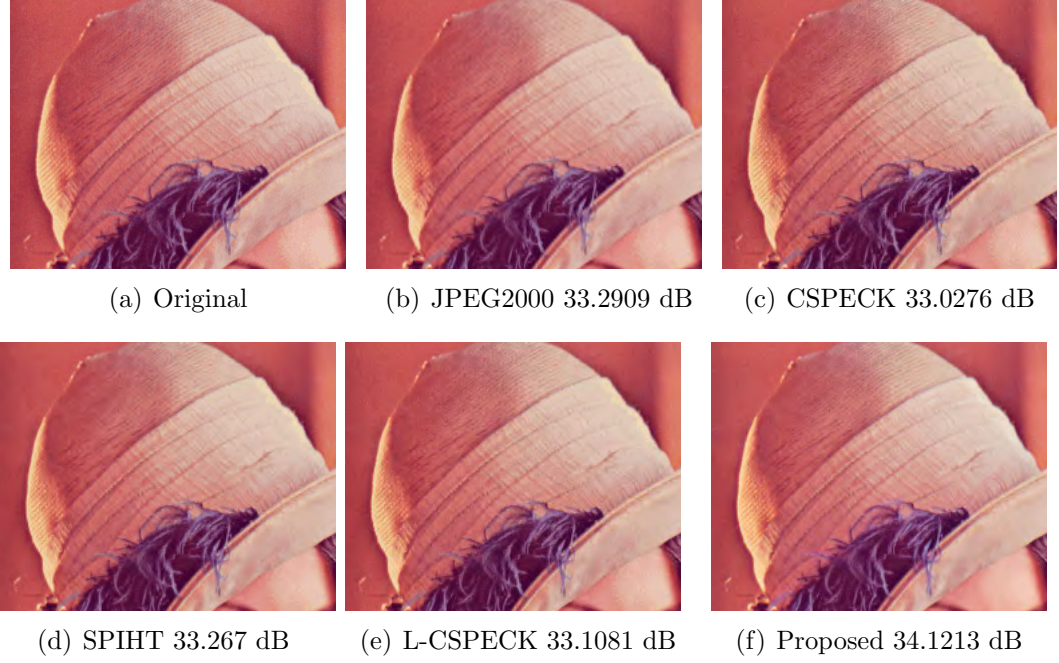 (a) Original
(b) JPEG2000 33.2909 dB
(c) CSPECK 33.0276 dB
(d) SPIHT 33.267 dB
(e) L-CSPECK 33.1081 dB
(f) Proposed 34.1213 dB